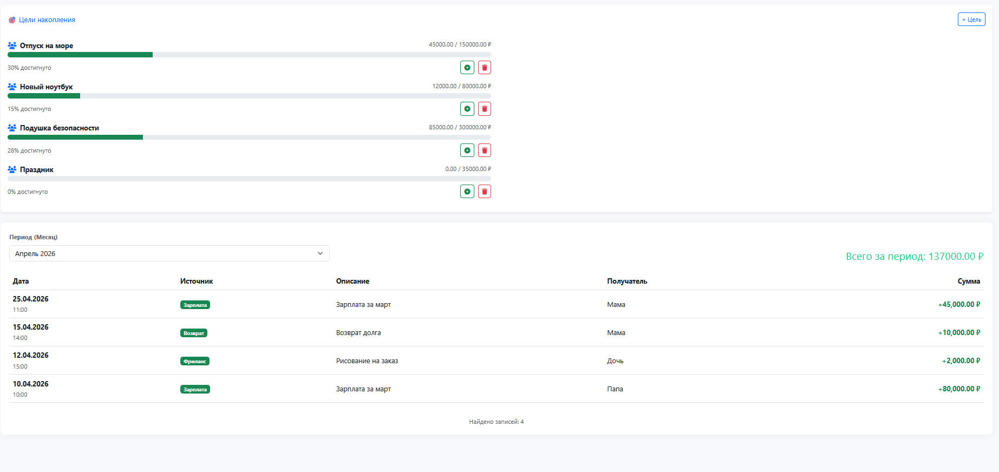 Цели накопления
+ Цель
Отпуск на море 45000.00 / 150000.00 ₽
30% достигнуто
Новый ноутбук 12000.00 / 80000.00 ₽
15% достигнуто
Подушка безопасности 85000.00 / 300000.00 ₽
28% достигнуто
Праздник 0.00 / 35000.00 ₽
0% достигнуто
Период (Месяц)
Апрель 2026
Всего за период: 137000.00 ₽
Дата Источник Описание Получатель Сумма
25.04.2026
11:00
Зарплата Зарплата за март Мама +45,000.00 ₽
15.04.2026
14:00
Возврат Возврат долга Мама +10,000.00 ₽
12.04.2026
15:00
Фриланс Рисование на заказ Дочь +2,000.00 ₽
10.04.2026
10:00
Зарплата Зарплата за март Папа +80,000.00 ₽
Найдено записей: 4